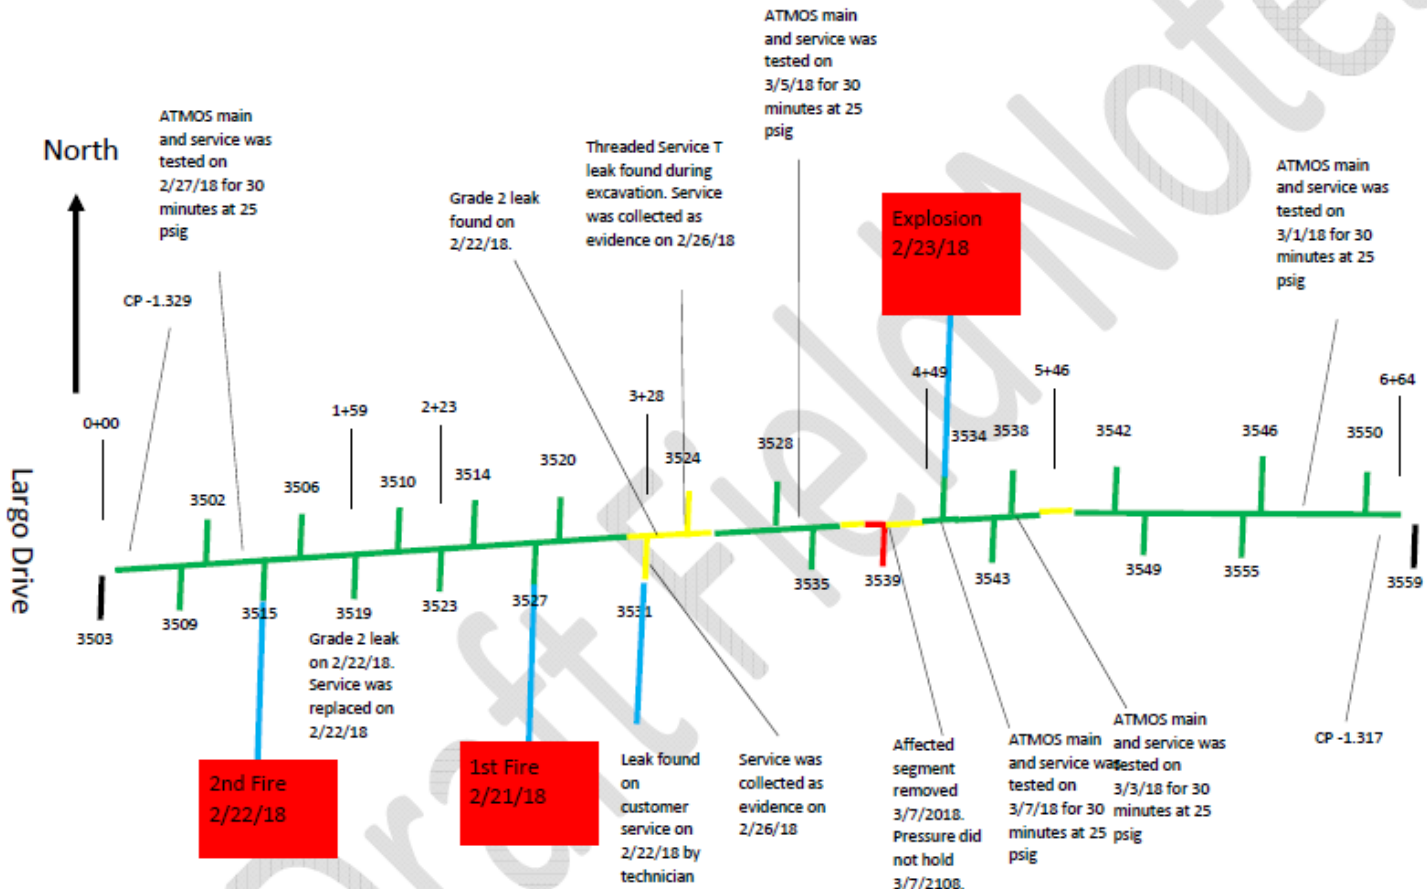 ATMOS main
and service was
tested on
3/5/18 for 30
minutes at 25
psig
ATMOS main
and service was
tested on
2/27/18 for 30
minutes at 25
psig
North
Threaded Service T
leak found during
excavation. Service
was collected as
evidence on 2/26/18
Grade 2 leak
found on
2/22/18.
ATMOS main
and service was
tested on
3/1/18 for 30
minutes at 25
psig
Explosion
2/23/18
CP -1.329
0+00
1+59
2+23
3+28
4+49
5+46
6+64
3502
3506
3510
3514
3520
3524
3528
3534
3538
3542
3546
3550
Largo Drive
3503
3509
3515
3519
3523
3527
3531
3535
3539
3543
3549
3555
3559
Grade 2 leak
on 2/22/18.
Service was
replaced on
2/22/18
2nd Fire
2/22/18
1st Fire
2/21/18
Leak found
on
customer
service on
2/22/18 by
technician
Service was
collected as
evidence on
2/26/18
Affected
segment
removed
3/7/2018.
Pressure did
not hold
3/7/2108.
ATMOS main
and service was
tested on
3/7/18 for 30
minutes at 25
psig
ATMOS main
and service was
tested on
3/3/18 for 30
minutes at 25
psig
CP -1.317
Draft Field Notes